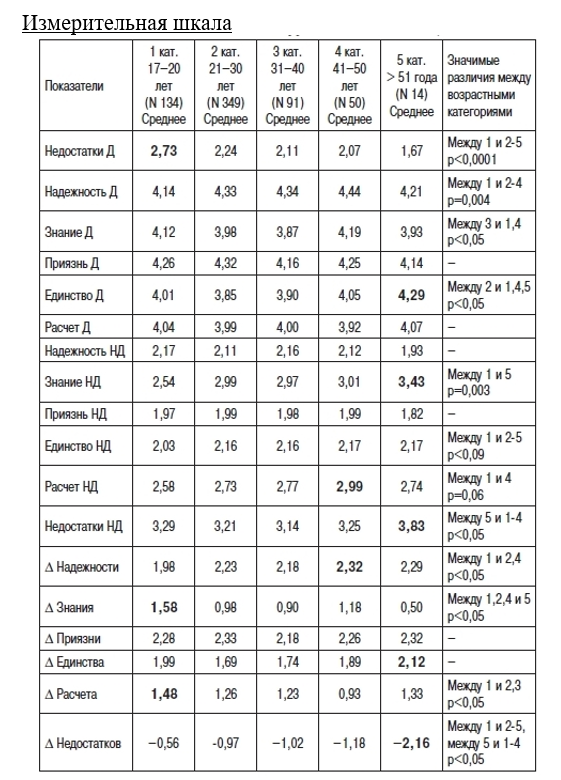 Измерительная шкала
Показатели | 1 кат. 17–20 лет (N 134) Среднее | 2 кат. 21–30 лет (N 349) Среднее | 3 кат. 31–40 лет (N 91) Среднее | 4 кат. 41–50 лет (N 50) Среднее | 5 кат. > 51 года (N 14) Среднее | Значимые различия между возрастными категориями
Недостатки Д | 2,73 | 2,24 | 2,11 | 2,07 | 1,67 | Между 1 и 2-5 p<0,0001
Надежность Д | 4,14 | 4,33 | 4,34 | 4,44 | 4,21 | Между 1 и 2-4 p=0,004
Знание Д | 4,12 | 3,98 | 3,87 | 4,19 | 3,93 | Между 3 и 1,4 p<0,05
Приязнь Д | 4,26 | 4,32 | 4,16 | 4,25 | 4,14 | –
Единство Д | 4,01 | 3,85 | 3,90 | 4,05 | 4,29 | Между 2 и 1,4,5 p<0,05
Расчет Д | 4,04 | 3,99 | 4,00 | 3,92 | 4,07 | –
Надежность НД | 2,17 | 2,11 | 2,16 | 2,12 | 1,93 | –
Знание НД | 2,54 | 2,99 | 2,97 | 3,01 | 3,43 | Между 1 и 5 p=0,003
Приязнь НД | 1,97 | 1,99 | 1,98 | 1,99 | 1,82 | –
Единство НД | 2,03 | 2,16 | 2,16 | 2,17 | 2,17 | Между 1 и 2-5 p<0,09
Расчет НД | 2,58 | 2,73 | 2,77 | 2,99 | 2,74 | Между 1 и 4 p=0,06
Недостатки НД | 3,29 | 3,21 | 3,14 | 3,25 | 3,83 | Между 5 и 1-4 p<0,05
Δ Надежности | 1,98 | 2,23 | 2,18 | 2,32 | 2,29 | Между 1 и 2,4 p<0,05
Δ Знания | 1,58 | 0,98 | 0,90 | 1,18 | 0,50 | Между 1,2,4 и 5 p<0,05
Δ Приязни | 2,28 | 2,33 | 2,18 | 2,26 | 2,32 | –
Δ Единства | 1,99 | 1,69 | 1,74 | 1,89 | 2,12 | –
Δ Расчета | 1,48 | 1,26 | 1,23 | 0,93 | 1,33 | Между 1 и 2,3 p<0,05
Δ Недостатков | –0,56 | -0,97 | –1,02 | –1,18 | –2,16 | Между 1 и 2-5, между 5 и 1-4 p<0,05